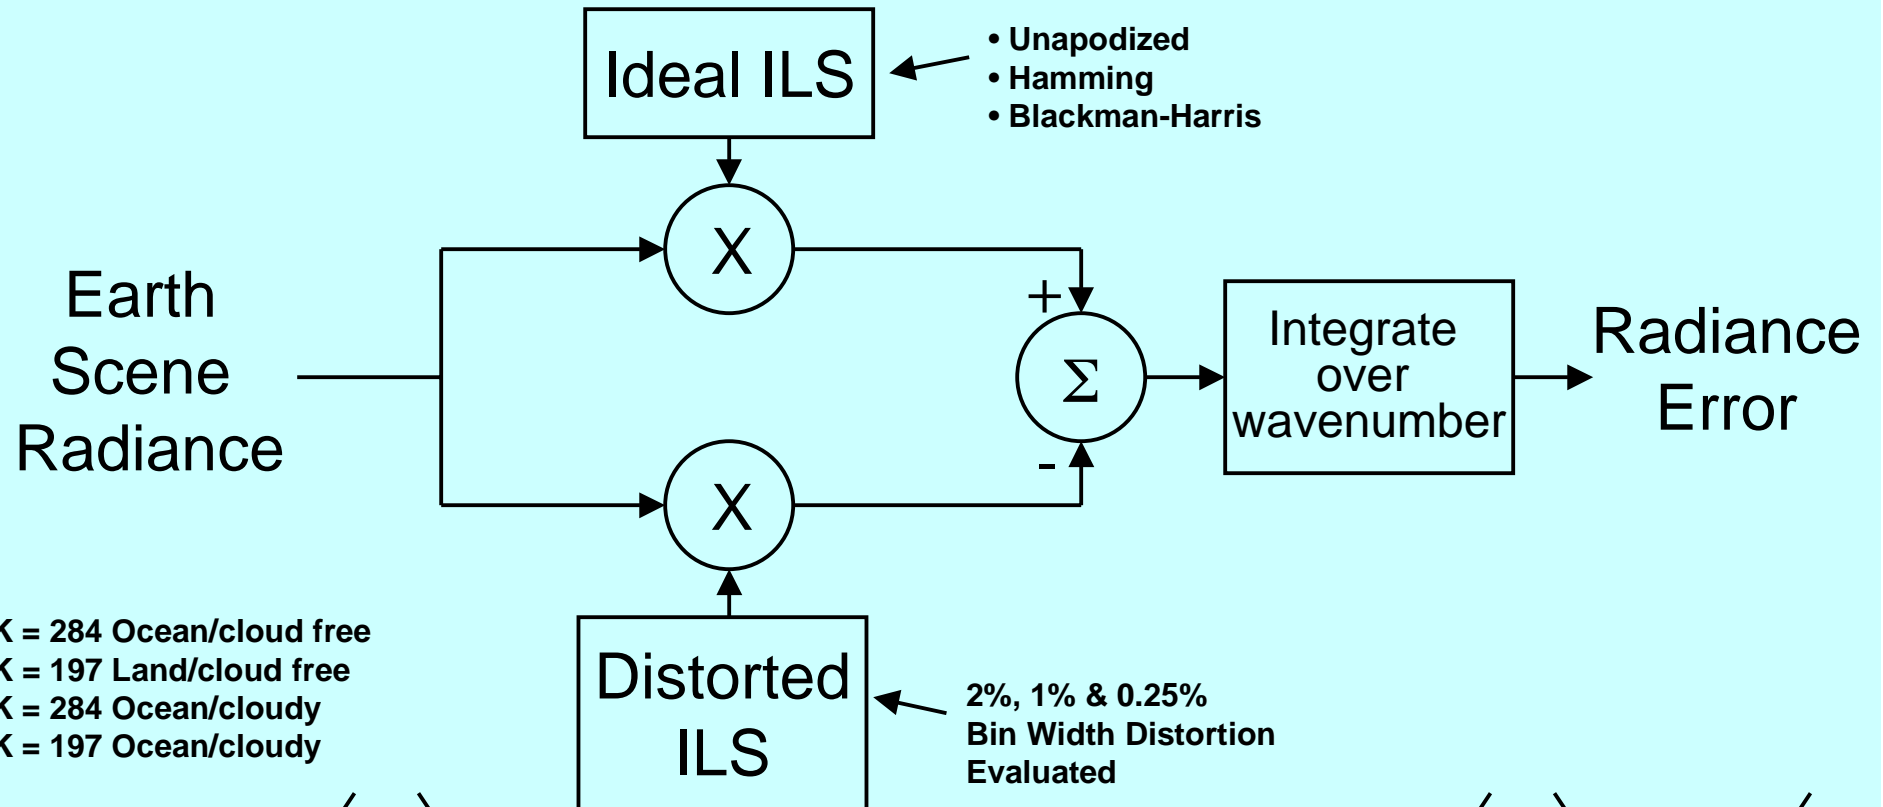 Ideal ILS
• Unapodized
• Hamming
• Blackman-Harris
X
Earth
Scene
Radiance
+
Σ
-
Integrate
over
wavenumber
Radiance
Error
X
K = 284 Ocean/cloud free
K = 197 Land/cloud free
K = 284 Ocean/cloudy
K = 197 Ocean/cloudy
Distorted
ILS
2%, 1% & 0.25%
Bin Width Distortion
Evaluated